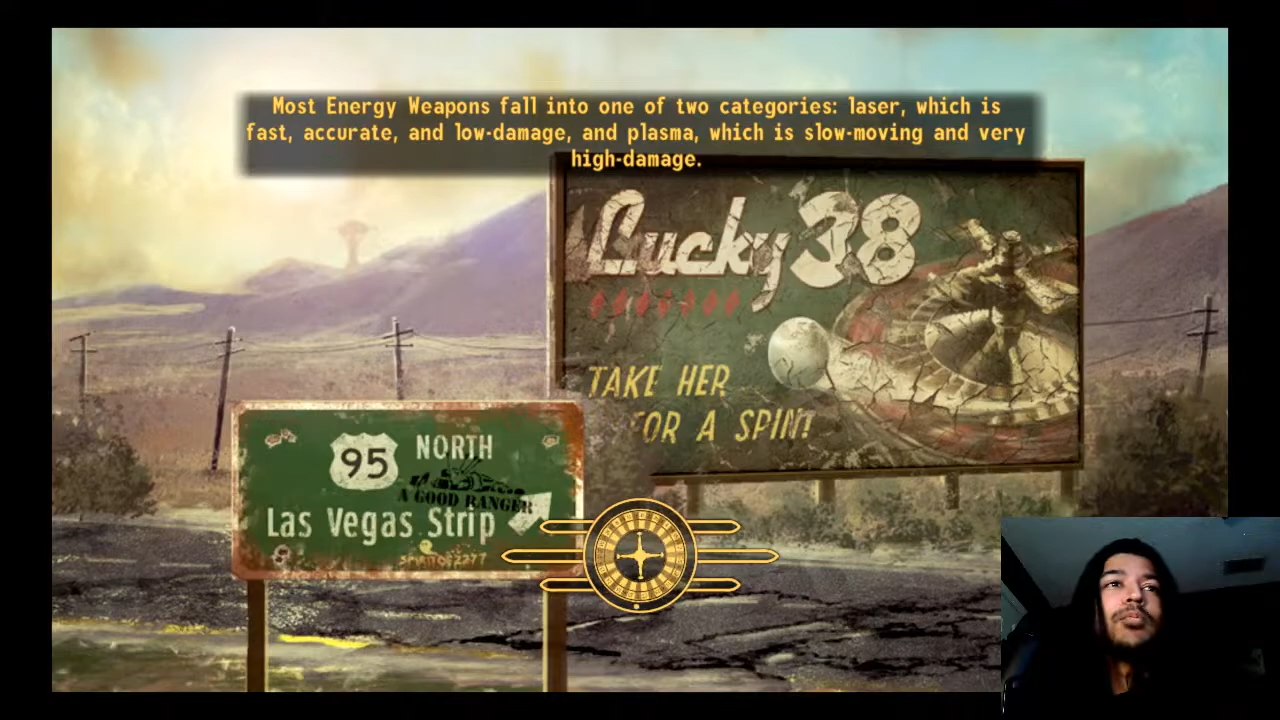 Most Energy Weapons fall into one of two categories: laser, which is
fast, accurate, and low-damage, and plasma, which is slow-moving and very
high-damage.
Lucky 38
TAKE HER
FOR A SPIN!
95
NORTH
A GOOD RANGER
Las Vegas Strip